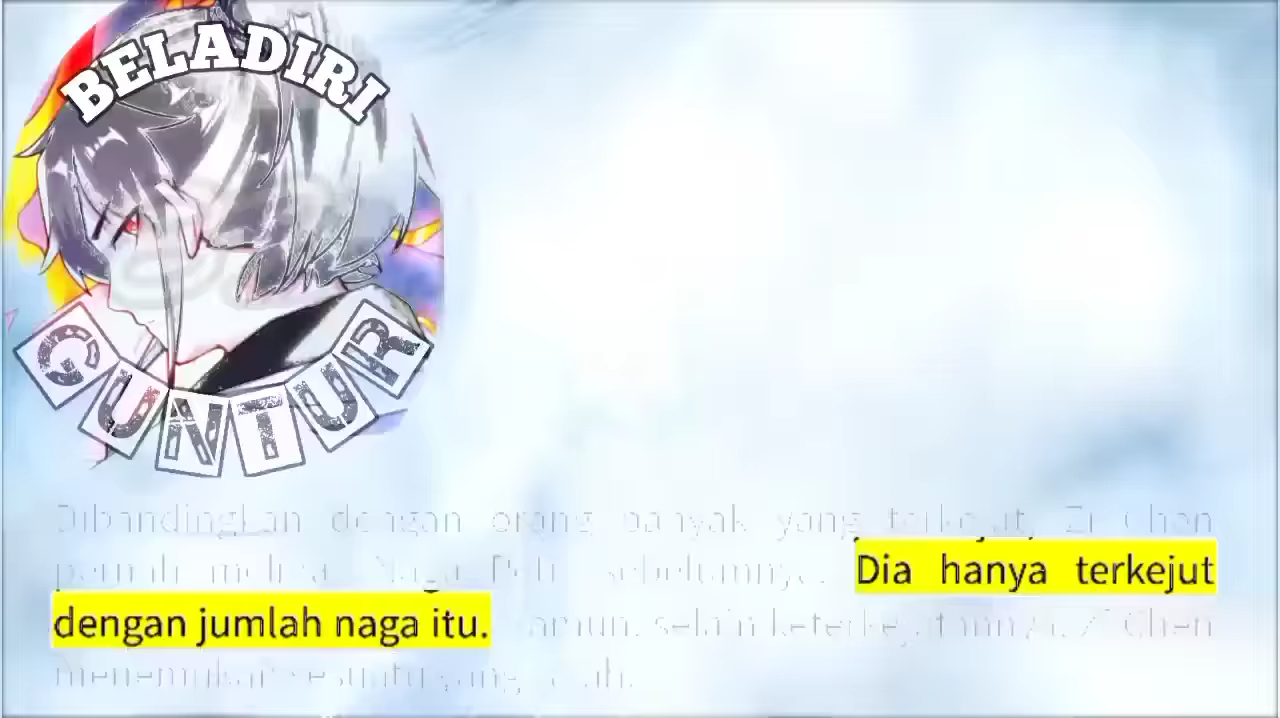 BELADIRI
GUNTUR
Dibandingkan dengan orang banyak yang terkejut, Zi Chen
pernah Naga sebelumnya. Dia hanya terkejut
dengan jumlah naga itu. Namun, selain keterkejutannya, Zi Chen
menemukan sesuatu yang